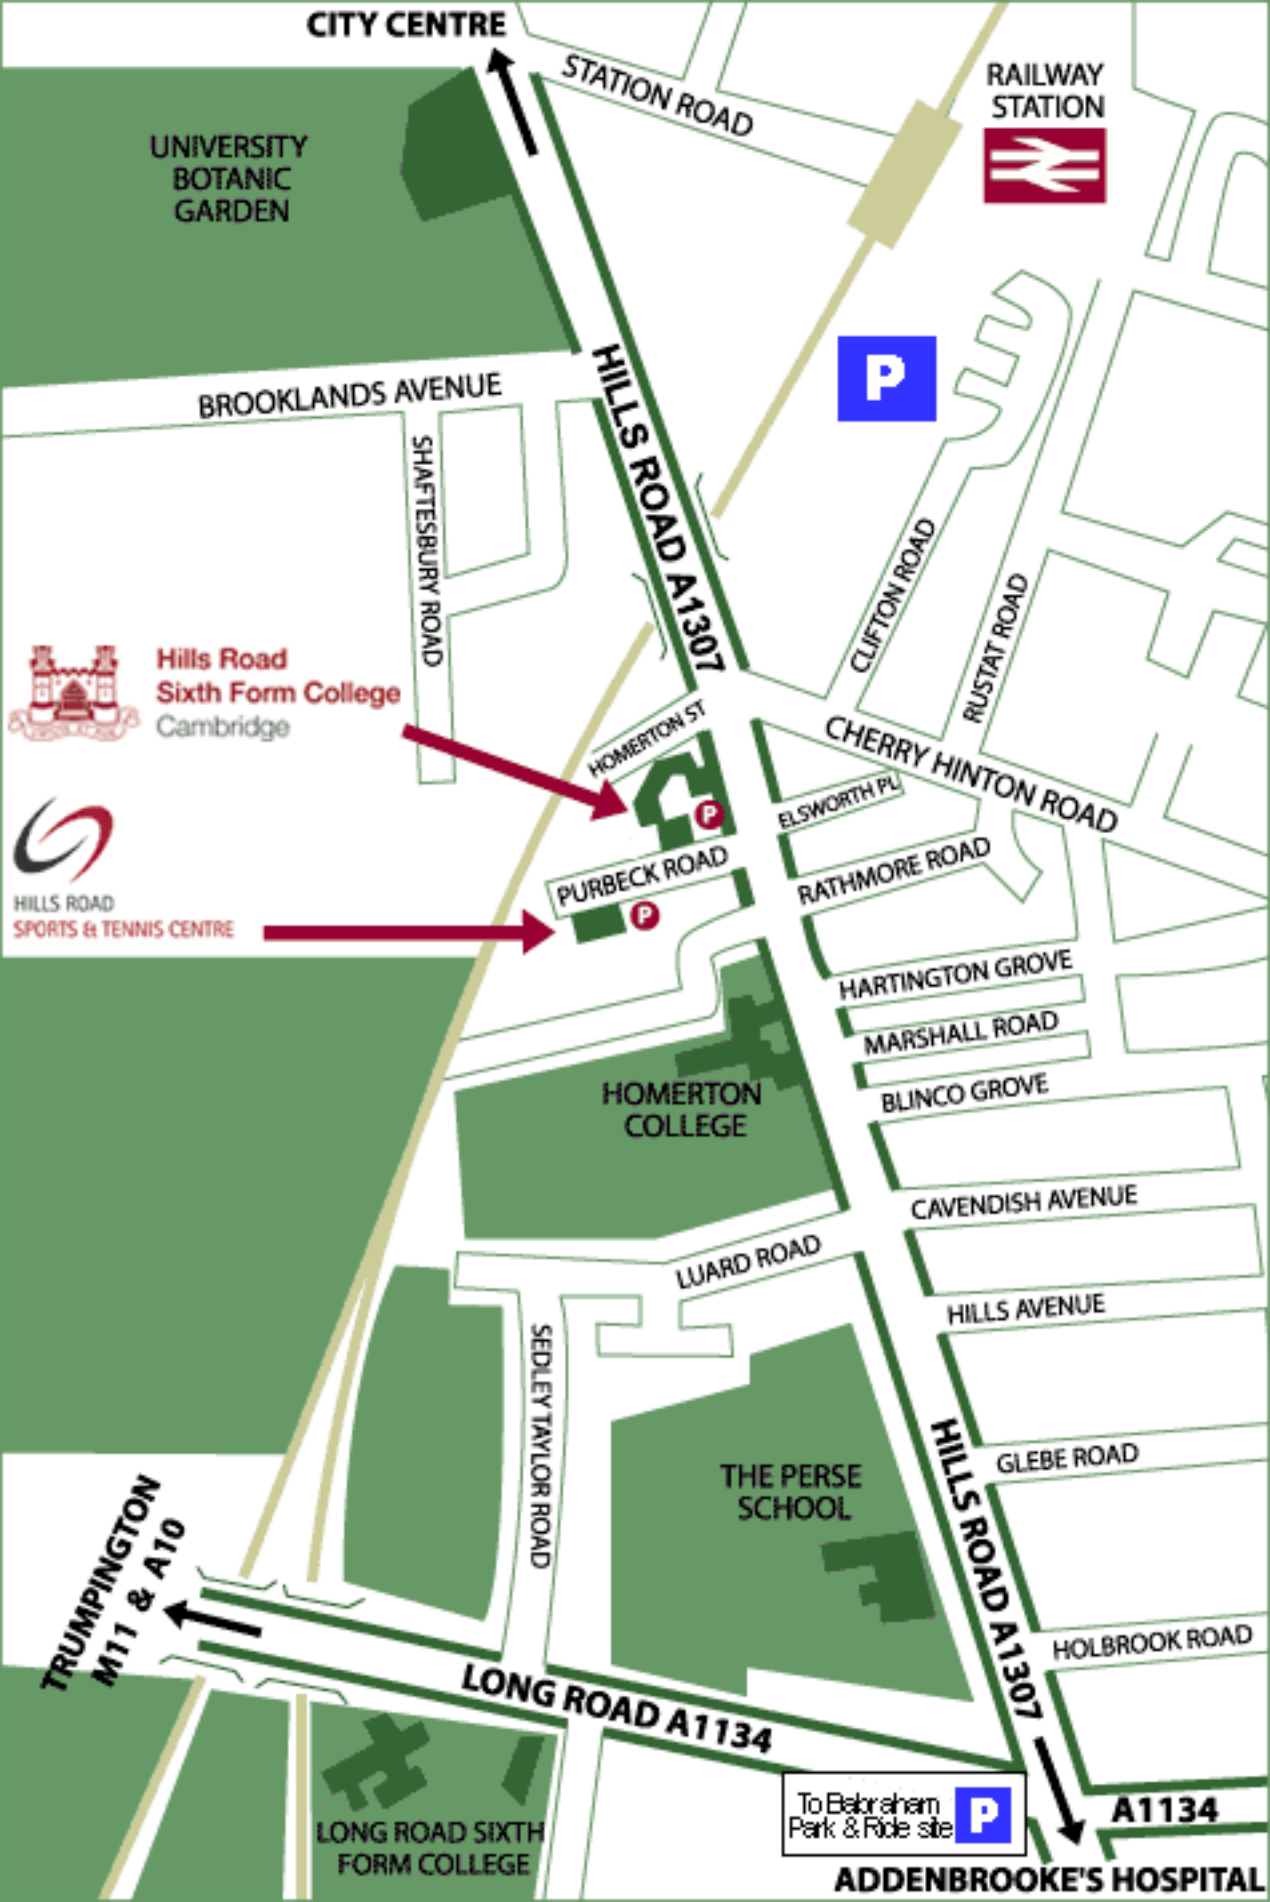 CITY CENTRE
STATION ROAD
RAILWAY
STATION
UNIVERSITY
BOTANIC
GARDEN
P
BROOKLANDS AVENUE
HILLS ROAD A1307
SHAFTESBURY ROAD
CLIFTON ROAD
RUSTAT ROAD
Hills Road
Sixth Form College
Cambridge
HOMERTON ST
CHERRY HINTON ROAD
ELSWORTH PL
P
HILLS ROAD
SPORTS & TENNIS CENTRE
PURBECK ROAD
RATHMORE ROAD
P
HARTINGTON GROVE
MARSHALL ROAD
BLINCO GROVE
HOMERTON
COLLEGE
CAVENDISH AVENUE
LUARD ROAD
HILLS AVENUE
SEDLEY TAYLOR ROAD
HILLS ROAD A1307
GLEBE ROAD
THE PERSE
SCHOOL
TRUMPINGTON
M11 & A10
HOLBROOK ROAD
LONG ROAD A1134
To Babraham
Park & Ride site
P
A1134
LONG ROAD SIXTH
FORM COLLEGE
ADDENBROOKE'S HOSPITAL